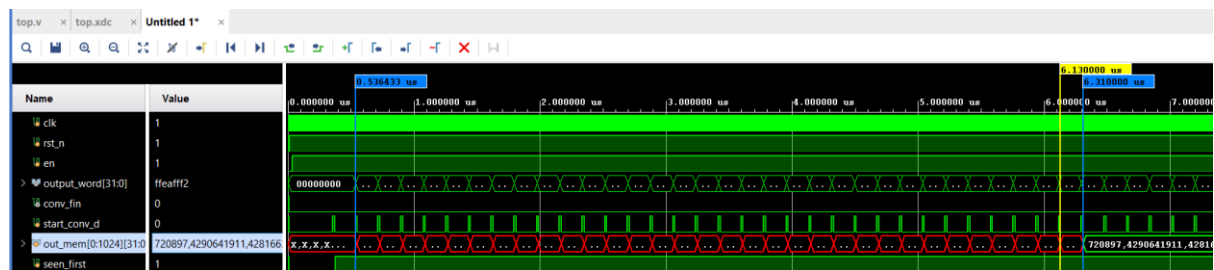 top.v × top.xdc × Untitled 1* ×
6.130000 us
0.536433 us 6.310000 us
Name Value 0.000000 us 1.000000 us 2.000000 us 3.000000 us 4.000000 us 5.000000 us 6.000000 us 7.000000
clk 1
rst_n 1
en 1
output_word[31:0] ffeafff2 00000000 .. .. .. .. .. .. .. .. .. .. .. .. .. .. .. .. .. .. .. ..
conv_fin 0
start_conv_d 0
out_mem[0:1024][31:0 720897,4290641911,428166. x,x,x,x... .. .. .. .. .. .. .. .. .. .. .. .. .. .. .. .. 720897,4290641911,42816
seen_first 1